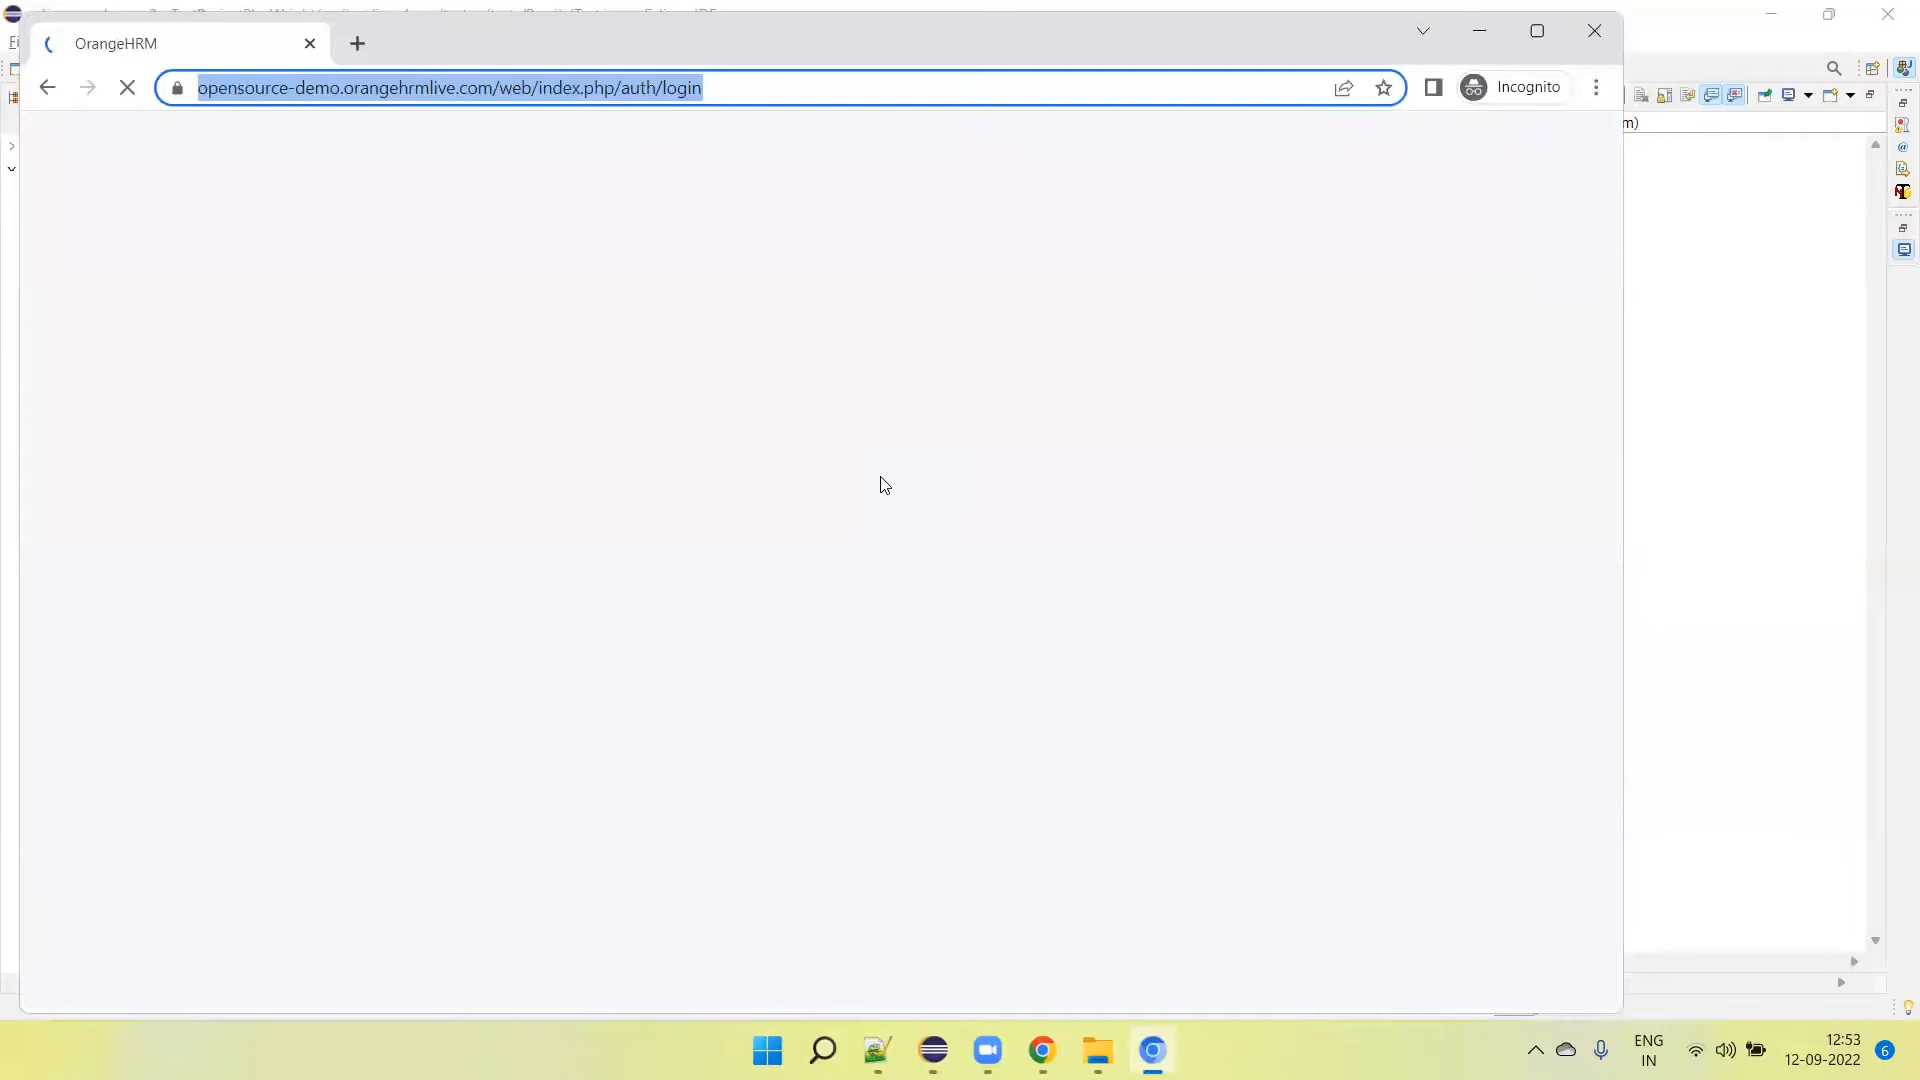 OrangeHRM
opensource-demo.orangehrmlive.com/web/index.php/auth/login
Incognito
m)
ENG
IN
12:53
12-09-2022
6